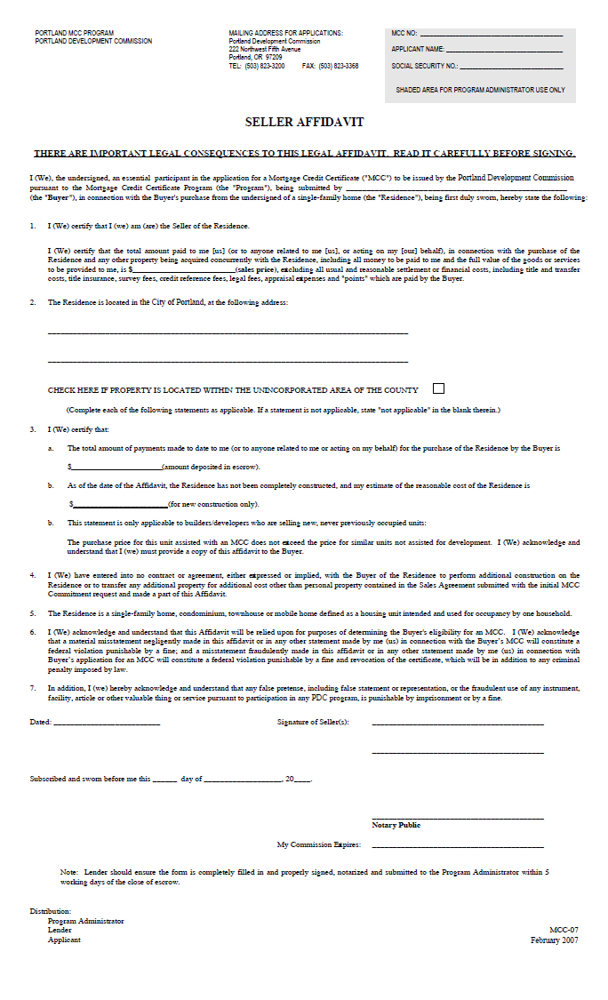 PORTLAND MCC PROGRAM
PORTLAND DEVELOPMENT COMMISSION
MAILING ADDRESS FOR APPLICATIONS:
Portland Development Commission
222 Northwest Fifth Avenue
Portland, OR 97209
TEL: (503) 823-3200 FAX: (503) 823-3368
MCC NO: ____________________
APPLICANT NAME: ____________________
SOCIAL SECURITY NO.: ____________________
SHADED AREA FOR PROGRAM ADMINISTRATOR USE ONLY
SELLER AFFIDAVIT
THERE ARE IMPORTANT LEGAL CONSEQUENCES TO THIS LEGAL AFFIDAVIT. READ IT CAREFULLY BEFORE SIGNING.
I (We), the undersigned, an essential participant in the application for a Mortgage Credit Certificate ("MCC") to be issued by the Portland Development Commission
pursuant to the Mortgage Credit Certificate Program (the "Program"), being submitted by ____________________
(the "Buyer"), in connection with the Buyer's purchase from the undersigned of a single-family home (the "Residence"), being first duly sworn, hereby state the following:
1. I (We) certify that I (we) am (are) the Seller of the Residence.
I (We) certify that the total amount paid to me [us] (or to anyone related to me [us], or acting on my [our] behalf), in connection with the purchase of the
Residence and any other property being acquired concurrently with the Residence, including all money to be paid to me and the full value of the goods or services
to be provided to me, is $____________________(sales price), excluding all usual and reasonable settlement or financial costs, including title and transfer
costs, title insurance, survey fees, credit reference fees, legal fees, appraisal expenses and "points" which are paid by the Buyer.
2. The Residence is located in the City of Portland, at the following address:
____________________
____________________
CHECK HERE IF PROPERTY IS LOCATED WITHIN THE UNINCORPORATED AREA OF THE COUNTY
(Complete each of the following statements as applicable. If a statement is not applicable, state "not applicable" in the blank therein.)
3. I (We) certify that:
a. The total amount of payments made to date to me (or to anyone related to me or acting on my behalf) for the purchase of the Residence by the Buyer is
$____________________(amount deposited in escrow).
b. As of the date of the Affidavit, the Residence has not been completely constructed, and my estimate of the reasonable cost of the Residence is
$____________________(for new construction only).
b. This statement is only applicable to builders/developers who are selling new, never previously occupied units:
The purchase price for this unit assisted with an MCC does not exceed the price for similar units not assisted for development. I (We) acknowledge and
understand that I (we) must provide a copy of this affidavit to the Buyer.
4. I (We) have entered into no contract or agreement, either expressed or implied, with the Buyer of the Residence to perform additional construction on the
Residence or to transfer any additional property for additional cost other than personal property contained in the Sales Agreement submitted with the initial MCC
Commitment request and made a part of this Affidavit.
5. The Residence is a single-family home, condominium, townhouse or mobile home defined as a housing unit intended and used for occupancy by one household.
6. I (We) acknowledge and understand that this Affidavit will be relied upon for purposes of determining the Buyer's eligibility for an MCC. I (We) acknowledge
that a material misstatement negligently made in this affidavit or in any other statement made by me (us) in connection with the Buyer's MCC will constitute a
federal violation punishable by a fine; and a misstatement fraudulently made in this affidavit or in any other statement made by me (us) in connection with
Buyer's application for an MCC will constitute a federal violation punishable by a fine and revocation of the certificate, which will be in addition to any criminal
penalty imposed by law.
7. In addition, I (we) hereby acknowledge and understand that any false pretense, including false statement or representation, or the fraudulent use of any instrument,
facility, article or other valuable thing or service pursuant to participation in any PDC program, is punishable by imprisonment or by a fine.
Dated: ____________________ Signature of Seller(s): ____________________
____________________
Subscribed and sworn before me this ______ day of ____________________, 20____.
____________________
Notary Public
My Commission Expires: ____________________
Note: Lender should ensure the form is completely filled in and properly signed, notarized and submitted to the Program Administrator within 5
working days of the close of escrow.
Distribution:
Program Administrator
Lender
Applicant
MCC-07
February 2007